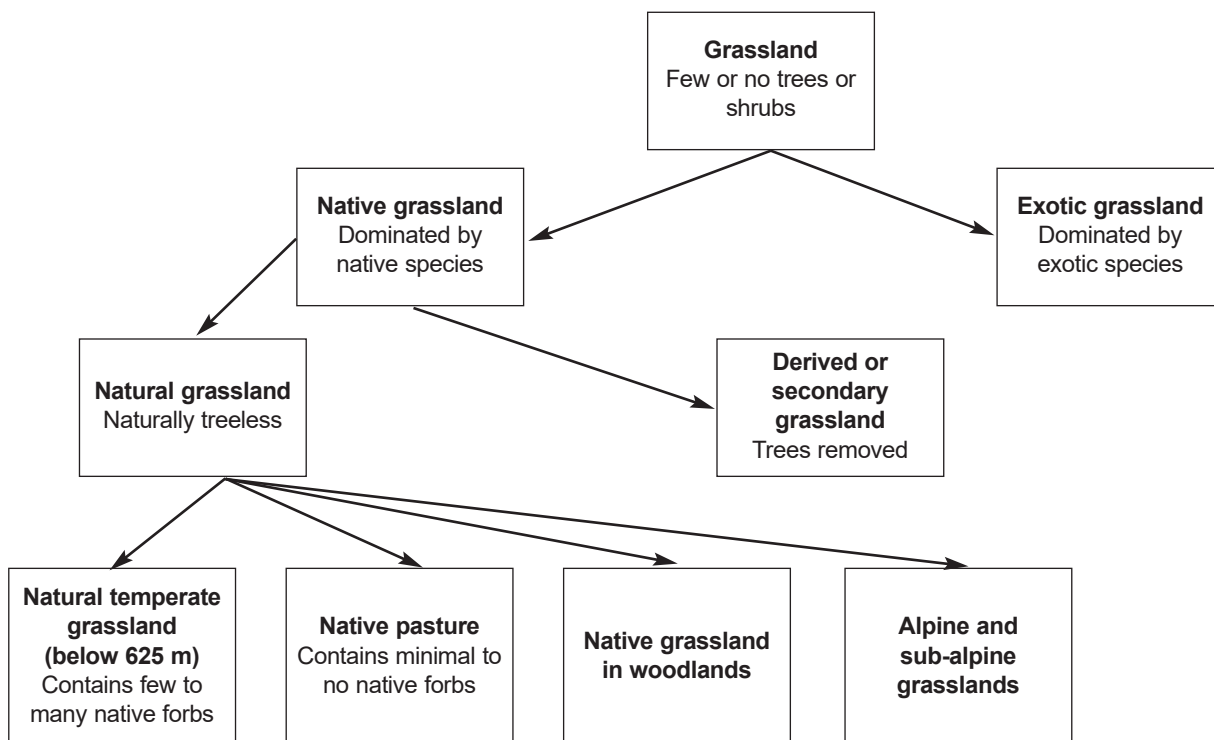 Grassland
Few or no trees or
shrubs
Native grassland
Dominated by
native species
Exotic grassland
Dominated by
exotic species
Natural grassland
Naturally treeless
Derived or
secondary
grassland
Trees removed
Natural temperate
grassland
(below 625 m)
Contains few to
many native forbs
Native pasture
Contains minimal to
no native forbs
Native grassland
in woodlands
Alpine and
sub-alpine
grasslands